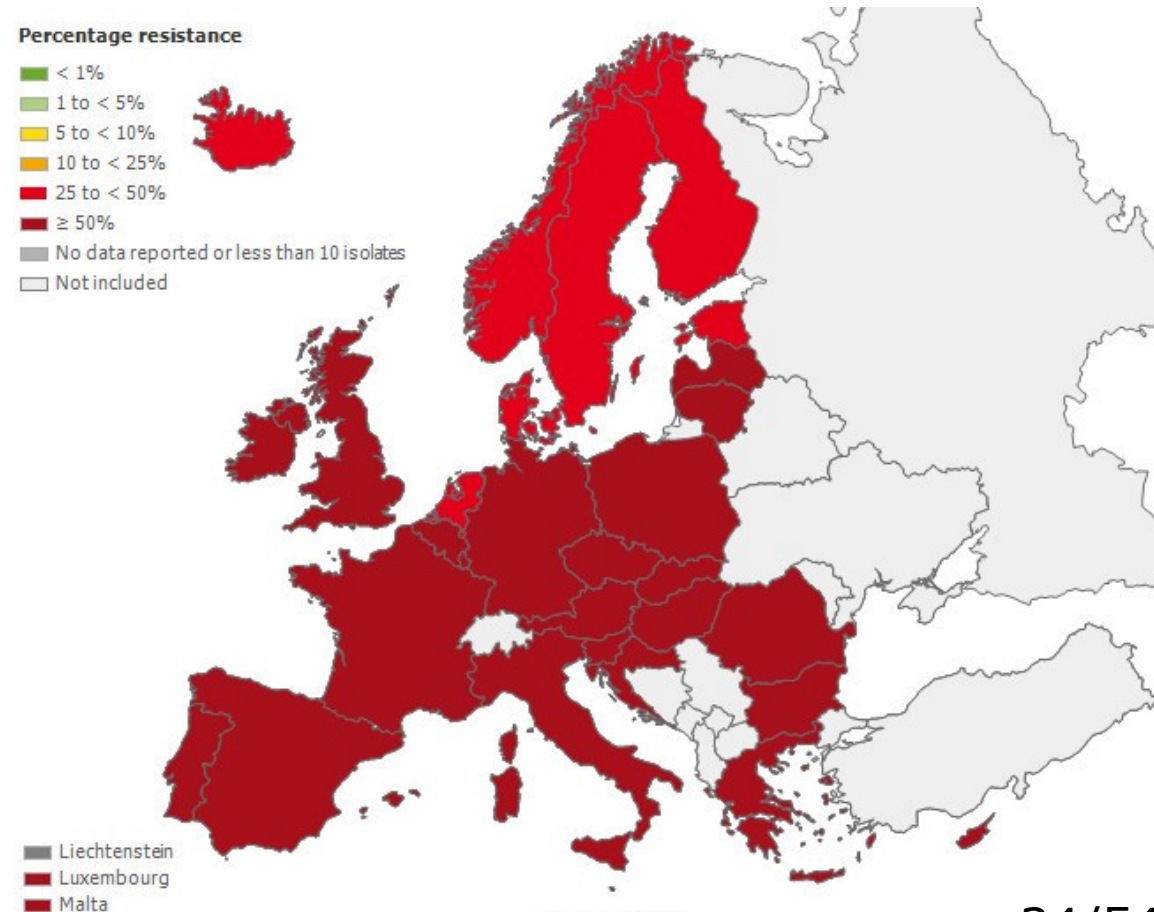 Percentage resistance
< 1%
1 to < 5%
5 to < 10%
10 to < 25%
25 to < 50%
≥ 50%
No data reported or less than 10 isolates
Not included
Liechtenstein
Luxembourg
Malta